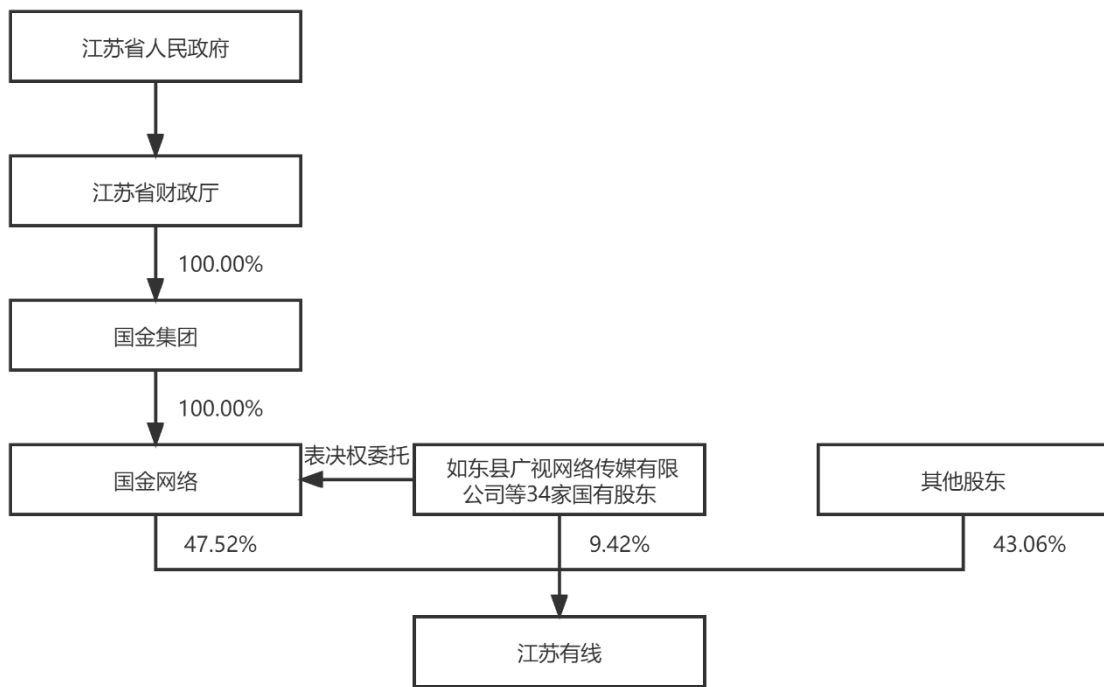 江苏省人民政府
江苏省财政厅
100.00%
国金集团
100.00%
国金网络
表决权委托
如东县广视网络传媒有限
公司等34家国有股东
其他股东
47.52%
9.42%
43.06%
江苏有线